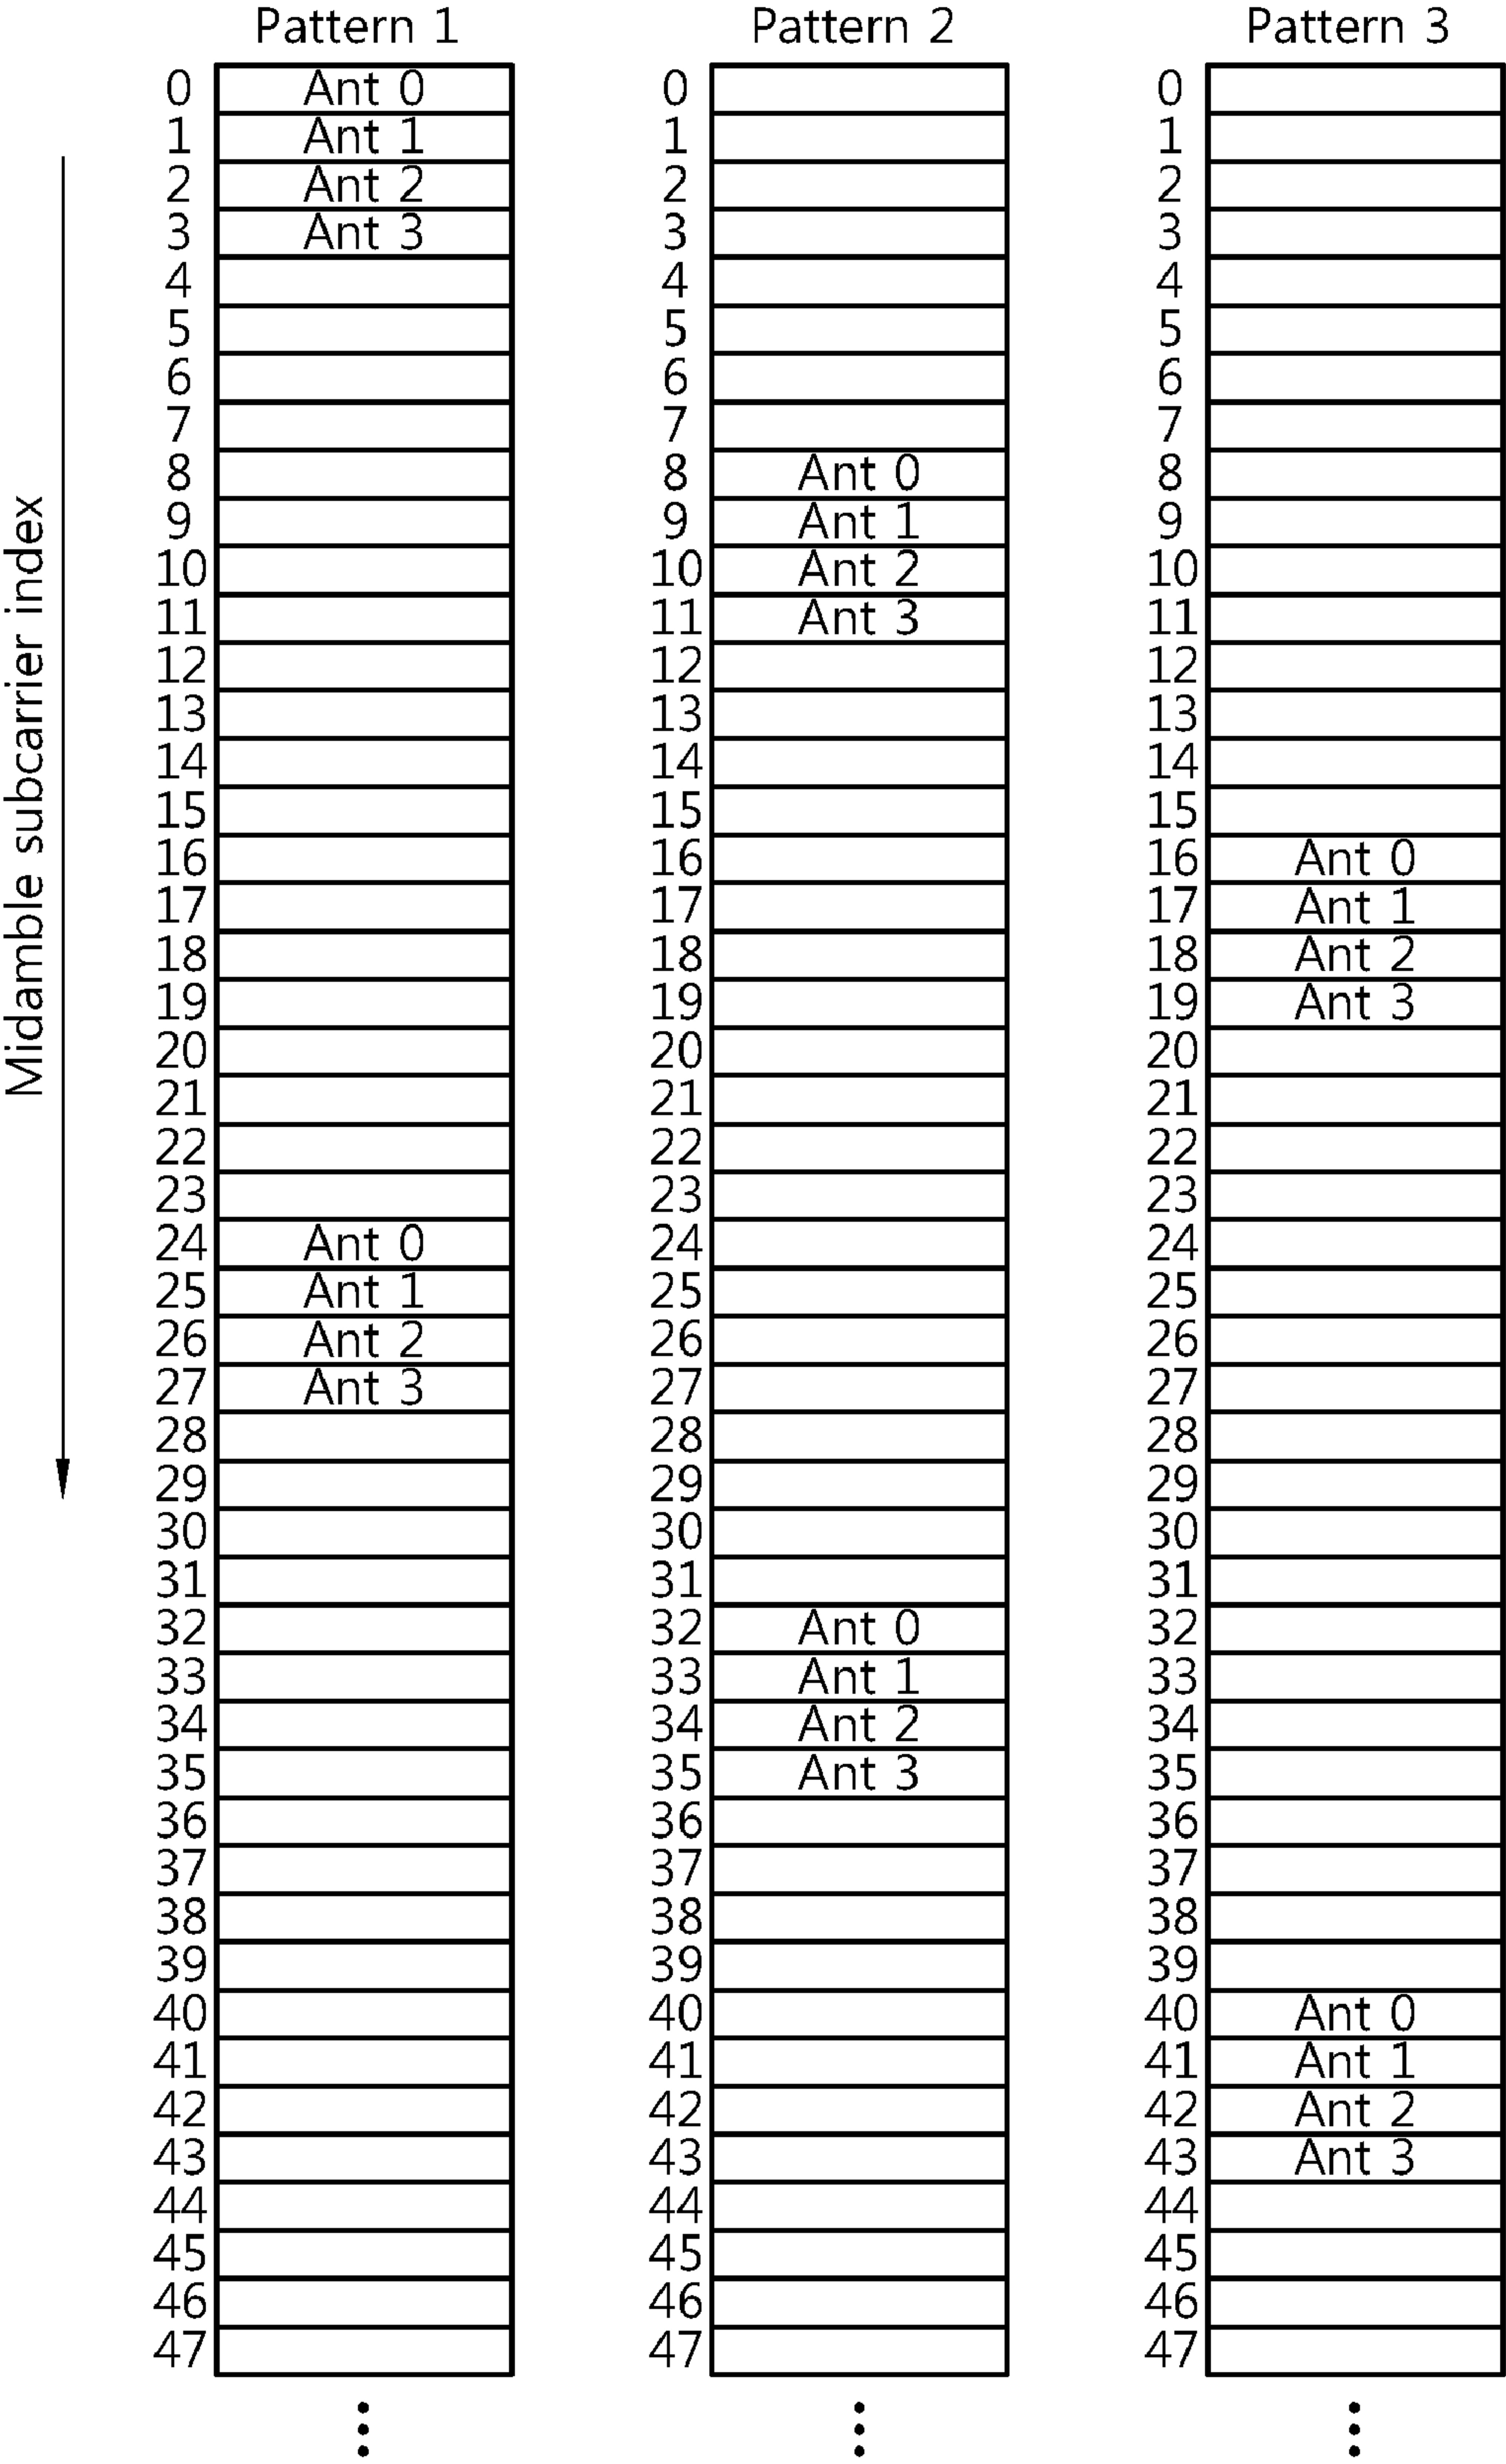 Pattern 1 Pattern 2 Pattern 3
Midamble subcarrier index
0 Ant 0 0 0
1 Ant 1 1 1
2 Ant 2 2 2
3 Ant 3 3 3
4 4 4
5 5 5
6 6 6
7 7 7
8 8 Ant 0 8
9 9 Ant 1 9
10 10 Ant 2 10
11 11 Ant 3 11
12 12 12
13 13 13
14 14 14
15 15 15
16 16 16 Ant 0
17 17 17 Ant 1
18 18 18 Ant 2
19 19 19 Ant 3
20 20 20
21 21 21
22 22 22
23 23 23
24 Ant 0 24 24
25 Ant 1 25 25
26 Ant 2 26 26
27 Ant 3 27 27
28 28 28
29 29 29
30 30 30
31 31 31
32 32 Ant 0 32
33 33 Ant 1 33
34 34 Ant 2 34
35 35 Ant 3 35
36 36 36
37 37 37
38 38 38
39 39 39
40 40 40 Ant 0
41 41 41 Ant 1
42 42 42 Ant 2
43 43 43 Ant 3
44 44 44
45 45 45
46 46 46
47 47 47